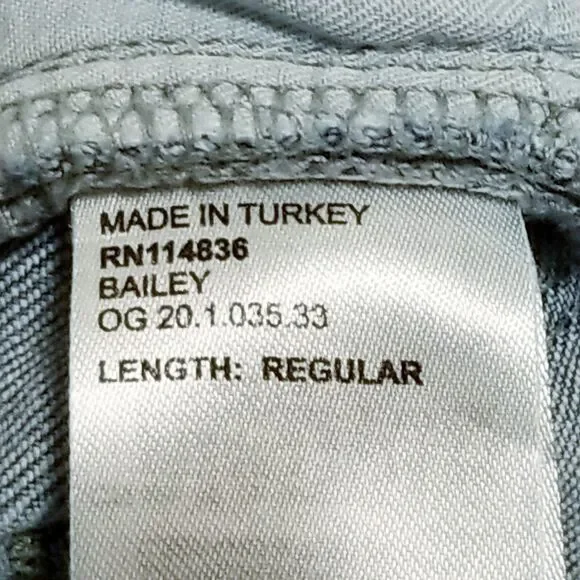 MADE IN TURKEY
RN114836
BAILEY
OG 20.1.035.33
LENGTH: REGULAR